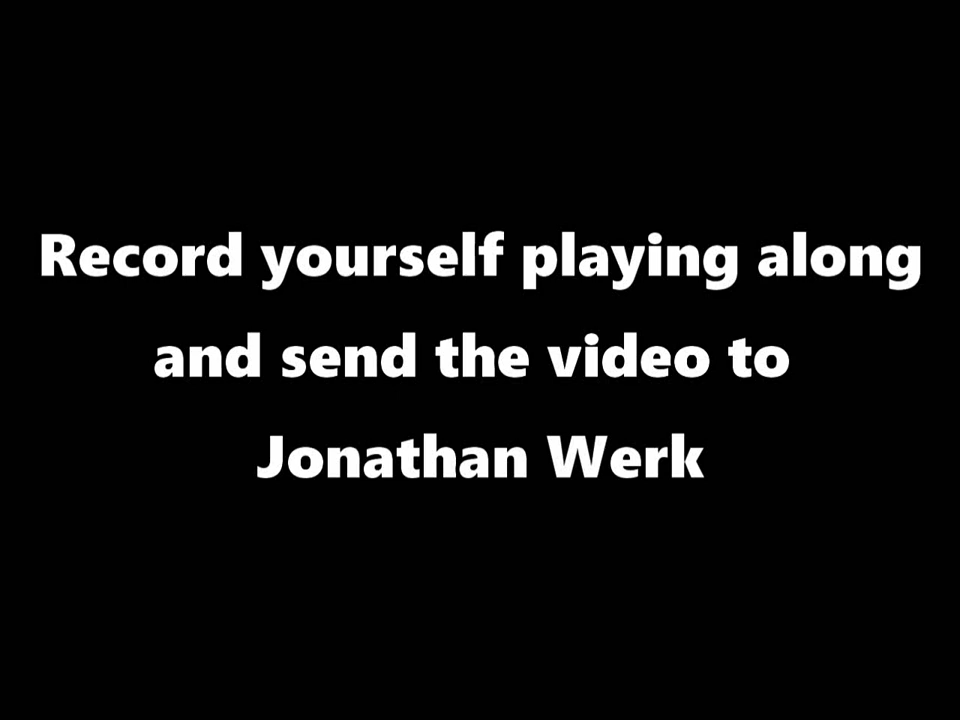 Record yourself playing along
and send the video to
Jonathan Werk